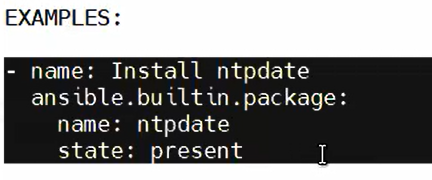 EXAMPLES:
- name: Install ntpdate
ansible.builtin.package:
name: ntpdate
state: present